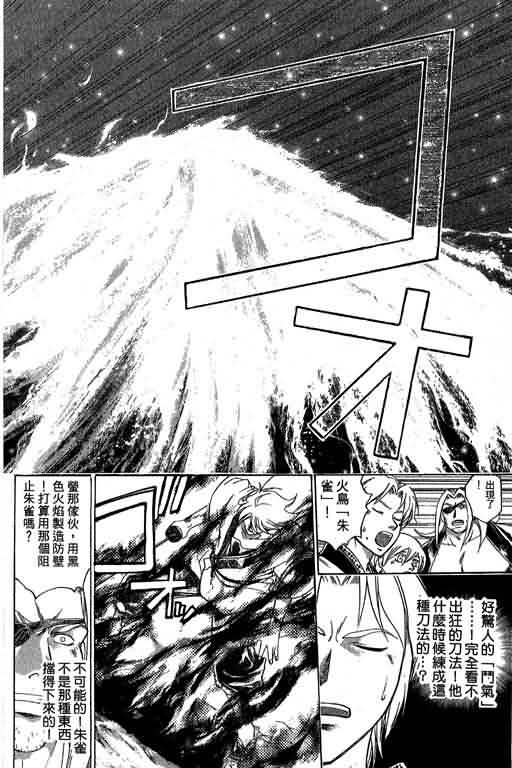 ゴ
オ
出現了
！
火鳥「朱
雀」！
好驚人的「鬥氣」
……！完全看不
出狂的刀法！他
什麼時候練成這
種刀法的…？
螢那傢伙，用黑
色火焰製造防壁
！打算用那個阻
止朱雀嗎？
不可能的！朱雀
不是那種東西
擋得下來的！